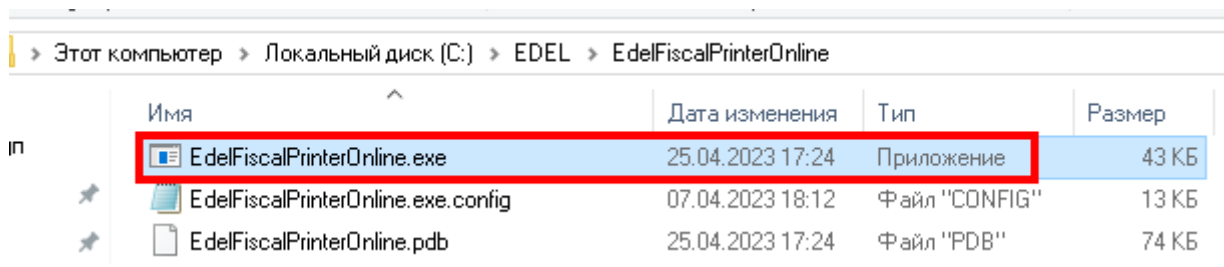 Этот компьютер > Локальный диск (C:) > EDEL > EdelFiscalPrinterOnline
Имя Дата изменения Тип Размер
EdelFiscalPrinterOnline.exe 25.04.2023 17:24 Приложение 43 КБ
EdelFiscalPrinterOnline.exe.config 07.04.2023 18:12 Файл "CONFIG" 13 КБ
EdelFiscalPrinterOnline.pdb 25.04.2023 17:24 Файл "PDB" 74 КБ